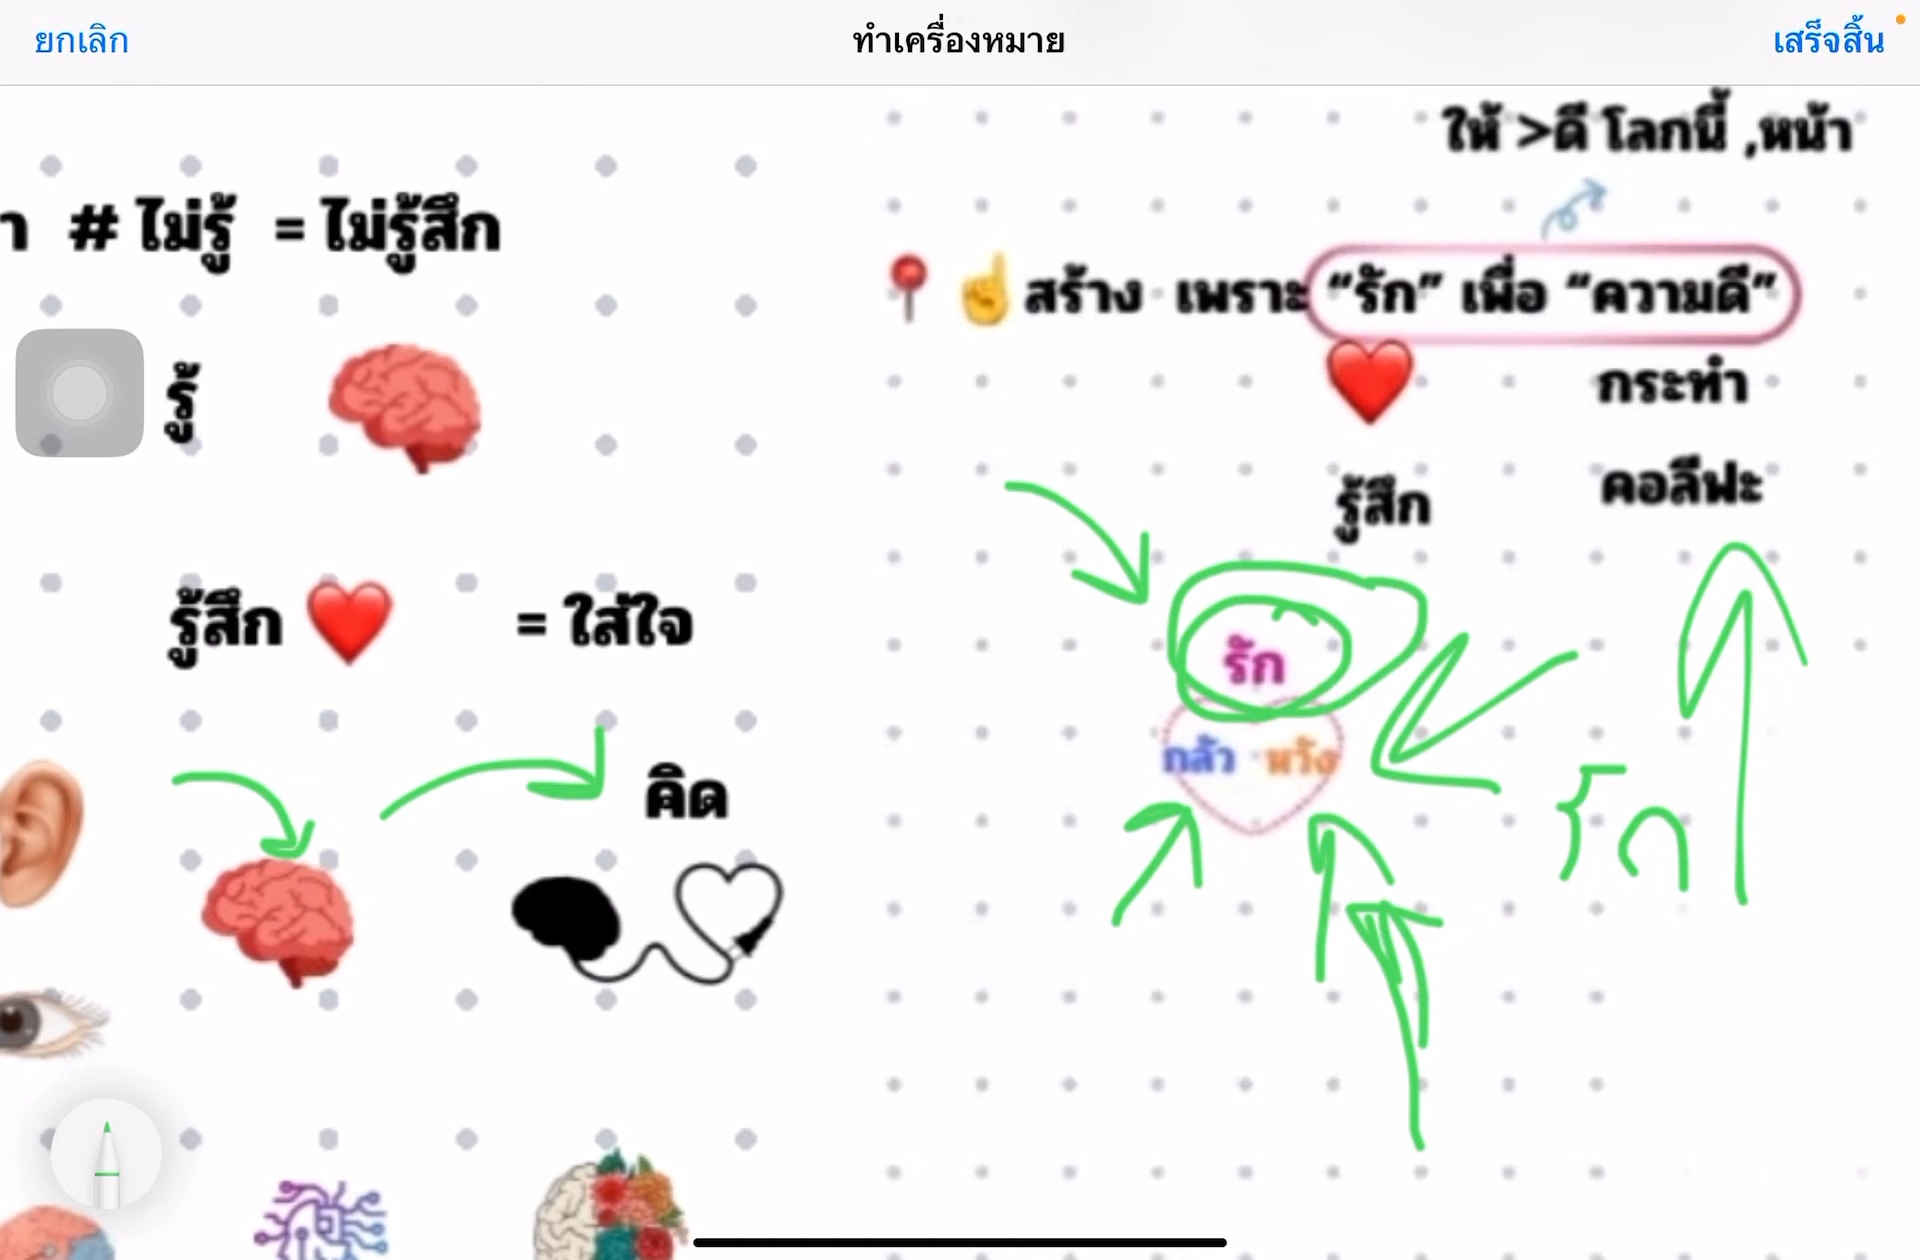 ยกเลิก ทำเครื่องหมาย เสร็จสิ้น
ให้ >ดี โลกนี้ ,หน้า
า # ไม่รู้ = ไม่รู้สึก
สร้าง เพราะ “รัก” เพื่อ “ความดี”
รู้
กระทำ
รู้สึก
คอลีฟะ
รู้สึก = ใส่ใจ
รัก
กลัว หวัง
คิด